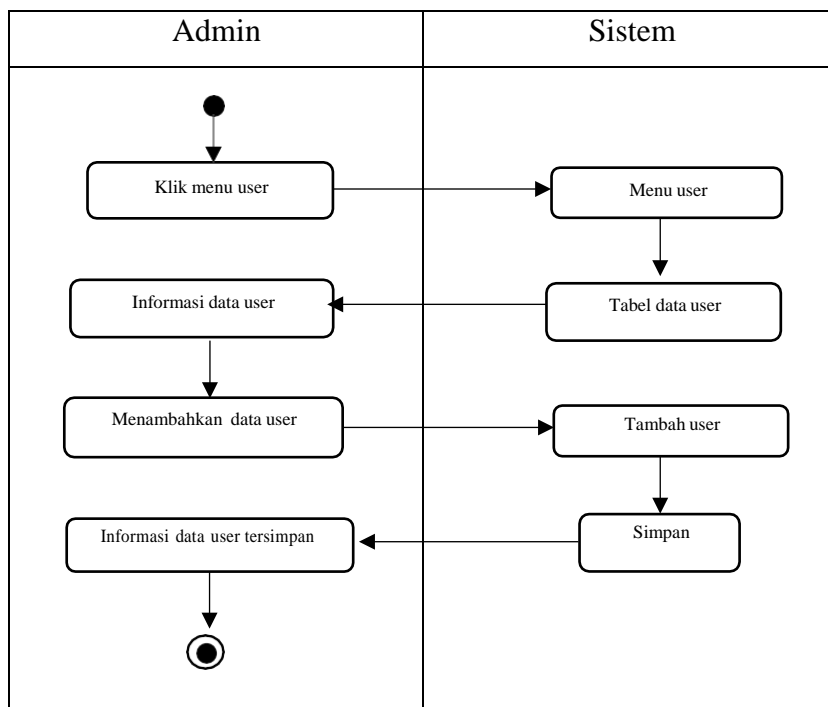 Admin
Sistem
Klik menu user
Menu user
Informasi data user
Tabel data user
Menambahkan data user
Tambah user
Informasi data user tersimpan
Simpan